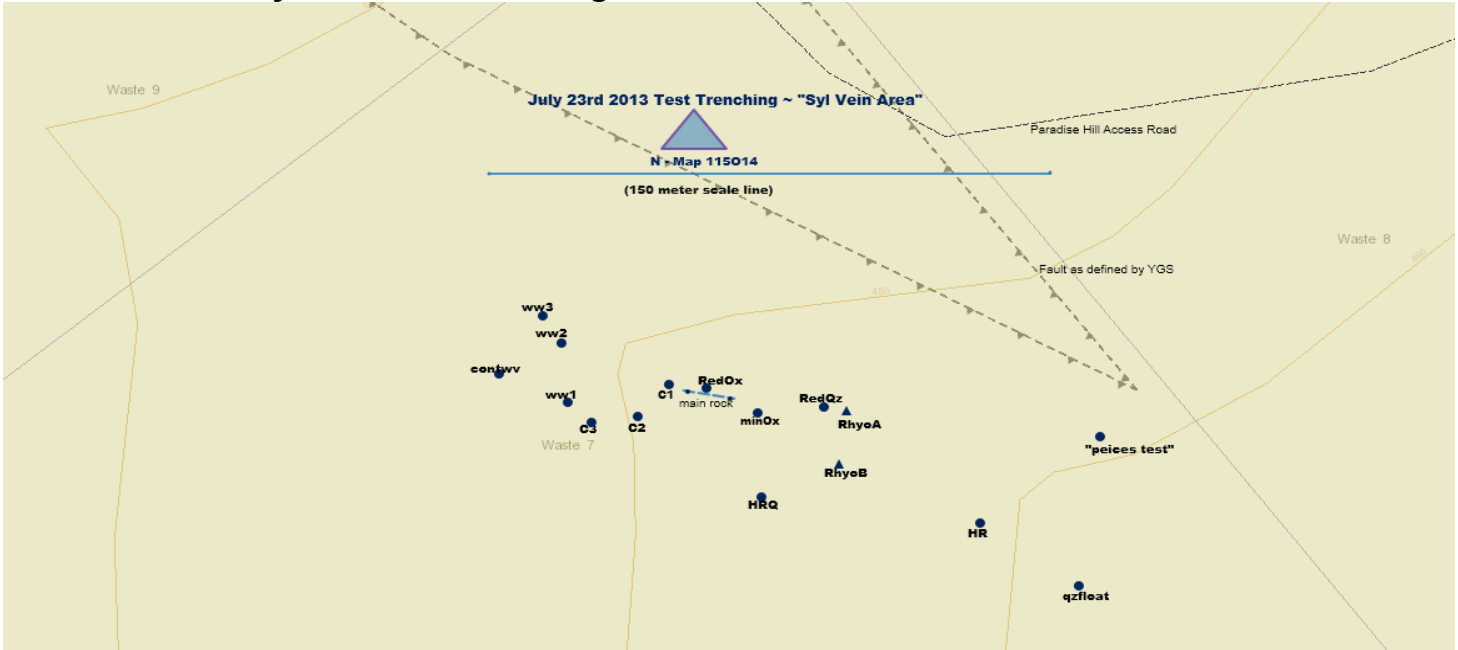 Waste 9
July 23rd 2013 Test Trenching ~ "Syl Vein Area"
Paradise Hill Access Road
N - Map 115O14
(150 meter scale line)
Waste 8
480
Fault as defined by YGS
480
ww3
ww2
contwv
RedOx
C1
ww1
main rock
RedQz
minOx
RhyoA
C3
C2
Waste 7
"peices test"
RhyoB
HRQ
HR
qzfloat